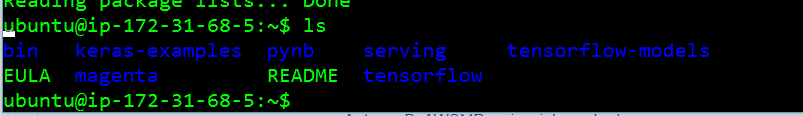 Reading package lists... Done
ubuntu@ip-172-31-68-5:~$ ls
bin keras-examples pynb serving tensorflow-models
EULA magenta README tensorflow
ubuntu@ip-172-31-68-5:~$